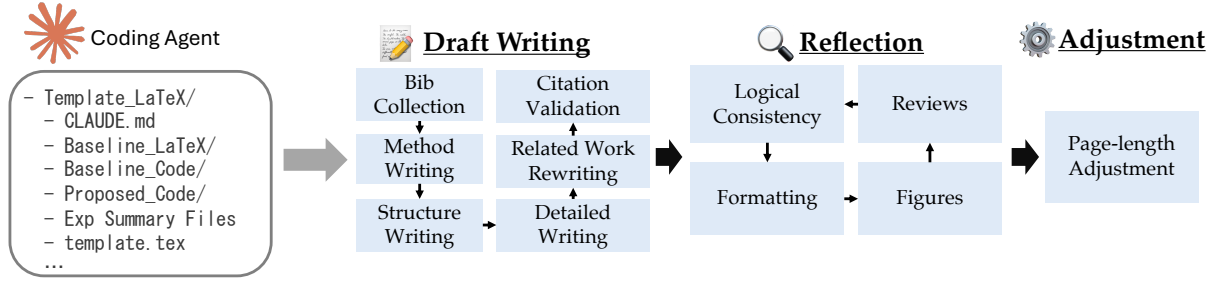 Coding Agent
- Template_LaTeX/
- CLAUDE.md
- Baseline_LaTeX/
- Baseline_Code/
- Proposed_Code/
- Exp Summary Files
- template.tex
...
Draft Writing
Bib
Collection
Method
Writing
Structure
Writing
Detailed
Writing
Related Work
Rewriting
Citation
Validation
Reflection
Logical
Consistency
Formatting
Figures
Reviews
Adjustment
Page-length
Adjustment